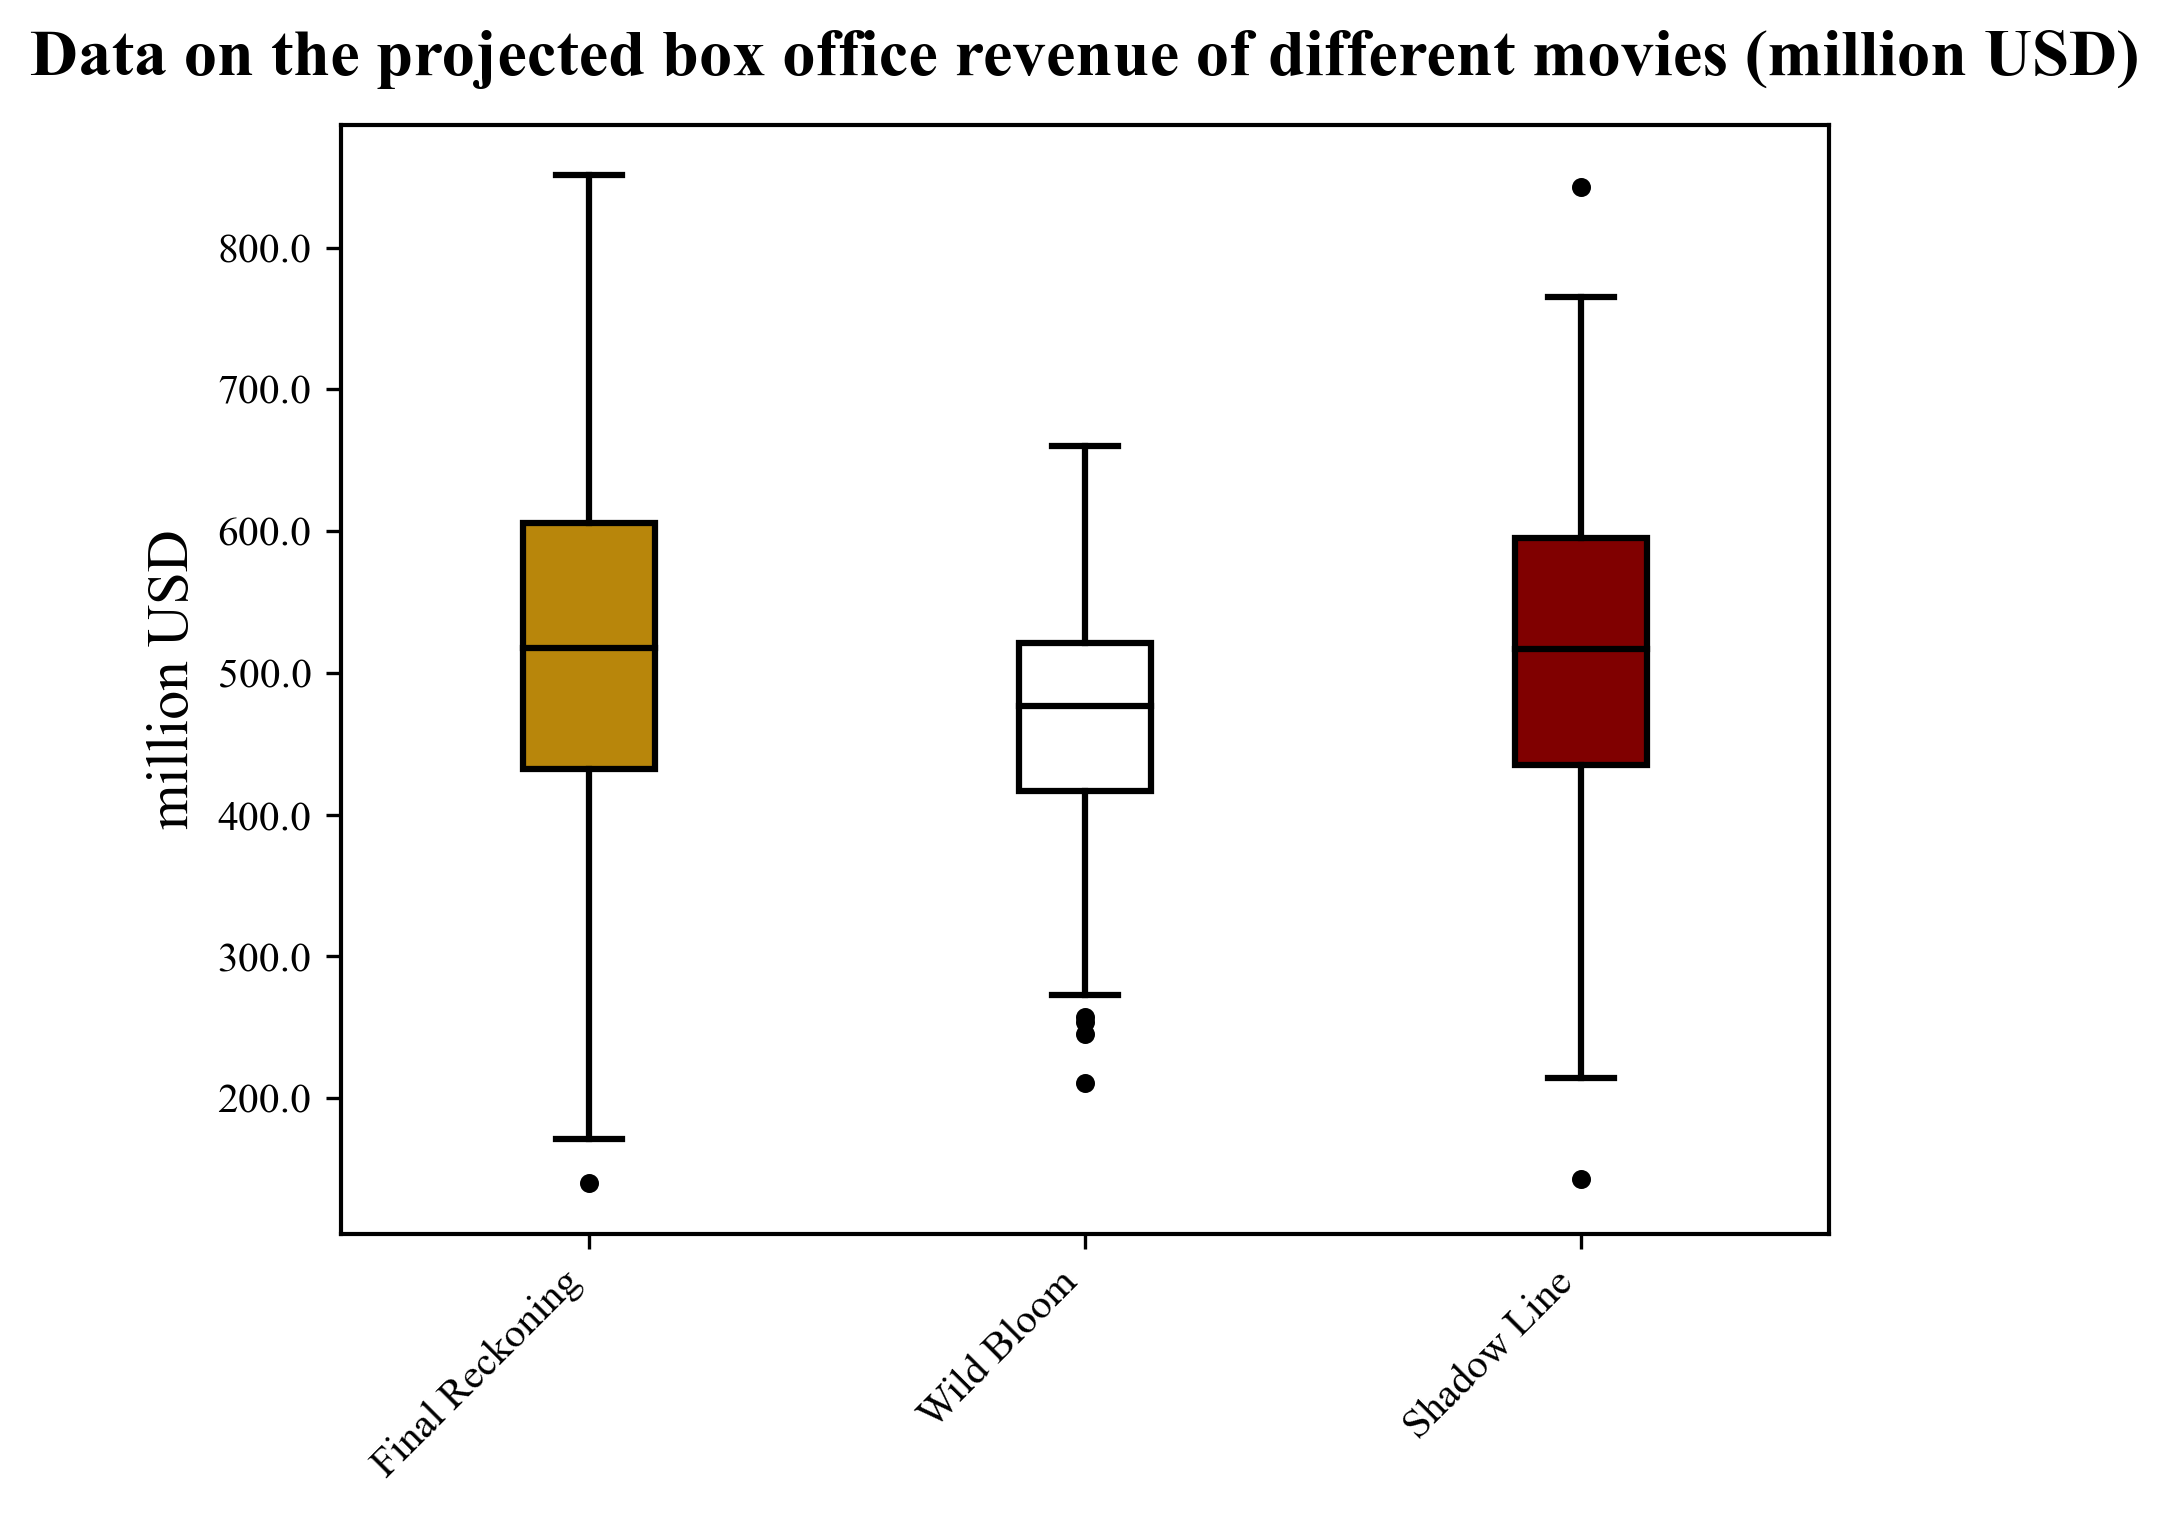 Data on the projected box office revenue of different movies (million USD)
800.0
700.0
600.0
500.0
400.0
300.0
200.0
million USD
Final Reckoning
Wild Bloom
Shadow Line